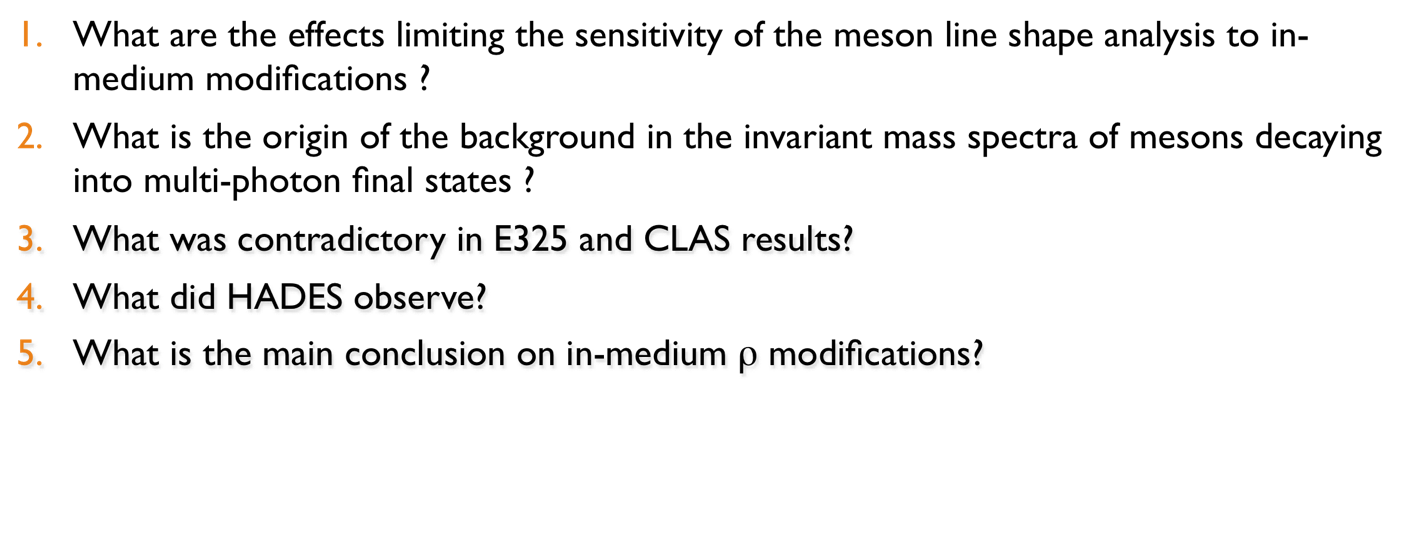 1. What are the effects limiting the sensitivity of the meson line shape analysis to in-
medium modifications ?
2. What is the origin of the background in the invariant mass spectra of mesons decaying
into multi-photon final states ?
3. What was contradictory in E325 and CLAS results?
4. What did HADES observe?
5. What is the main conclusion on in-medium ρ modifications?